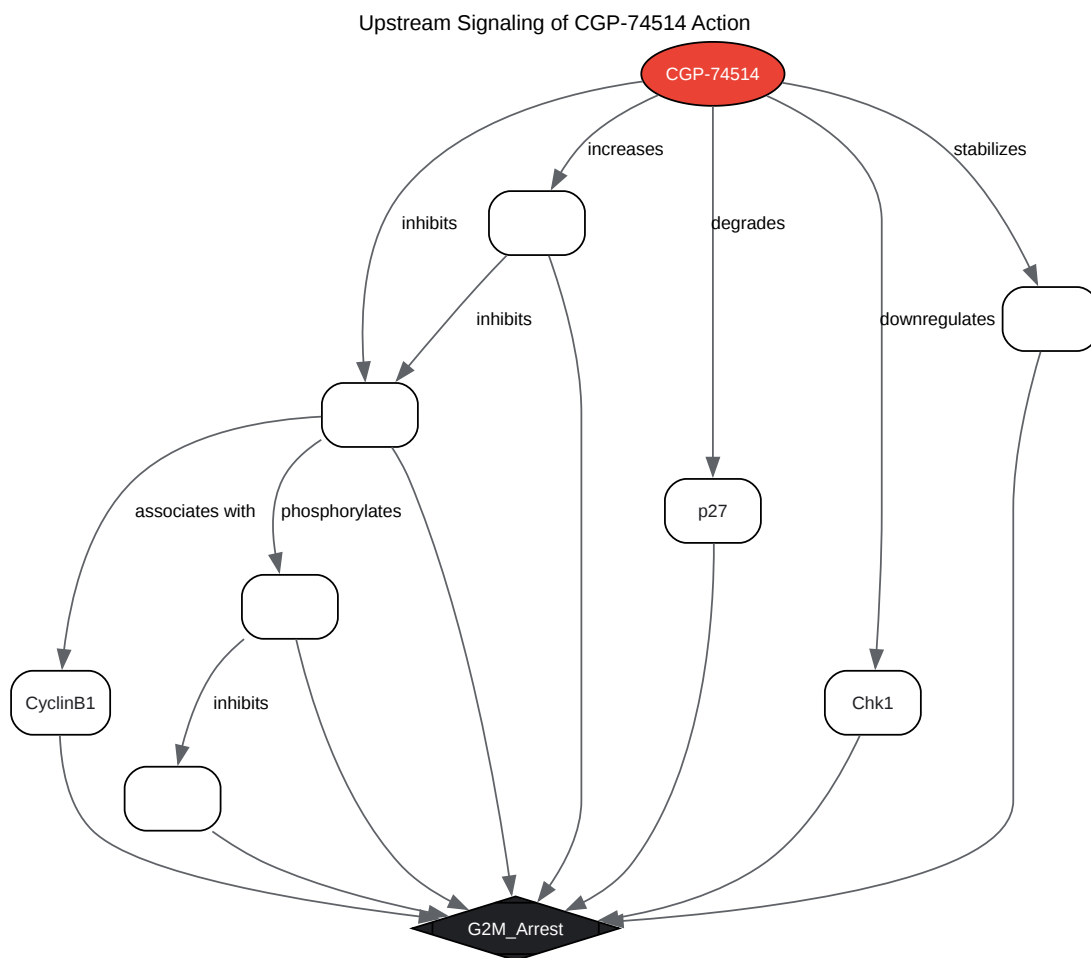 Upstream Signaling of CGP-74514 Action
CGP-74514
increases
stabilizes
inhibits
degrades
inhibits
downregulates
associates with
phosphorylates
p27
CyclinB1
inhibits
Chk1
G2M_Arrest